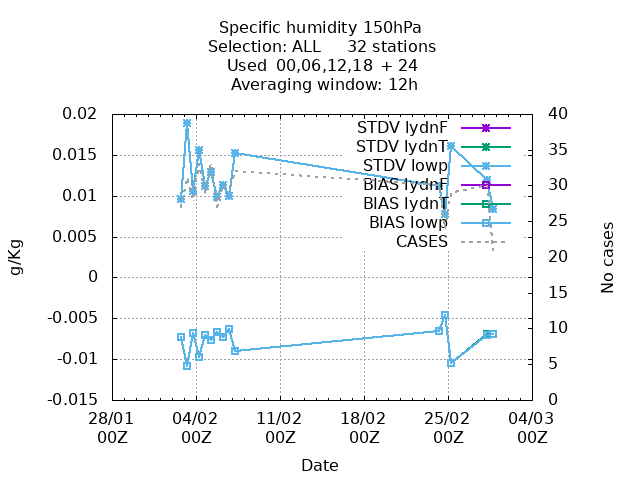 Specific humidity 150hPa
Selection: ALL     32 stations
Used  00,06,12,18  + 24
Averaging window: 12h
0.02
0.015
0.01
0.005
0
-0.005
-0.01
-0.015
g/Kg
STDV lydnF
STDV lydnT
STDV lowp
BIAS lydnF
BIAS lydnT
BIAS lowp
CASES
40
35
30
25
20
15
10
5
0
No cases
28/01 04/02 11/02 18/02 25/02 04/03
00Z 00Z 00Z 00Z 00Z 00Z
Date